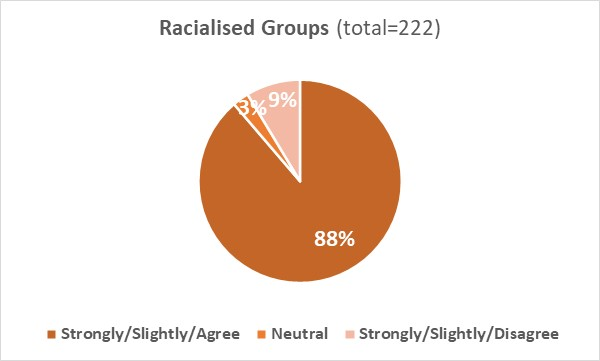 Racialised Groups (total=222)
3%
9%
88%
Strongly/Slightly/Agree Neutral Strongly/Slightly/Disagree